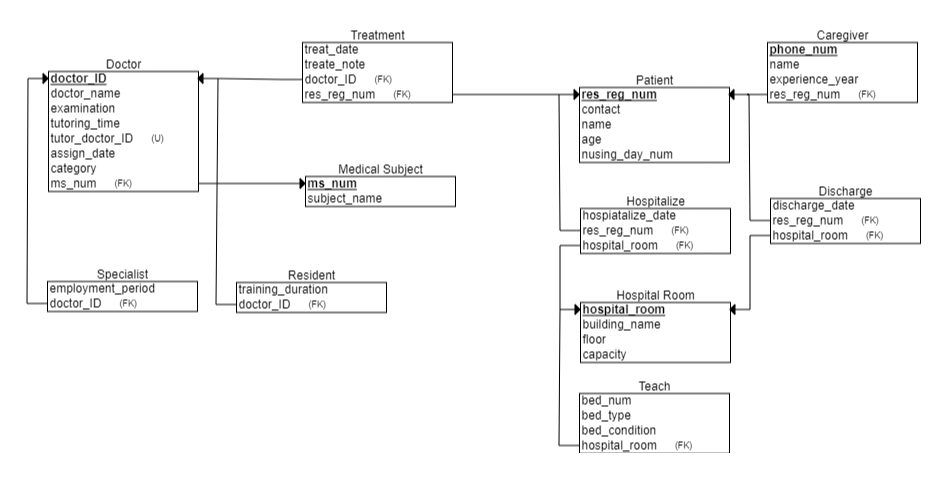 Treatment
treat_date
treate_note
doctor_ID (FK)
res_reg_num (FK)
Caregiver
phone_num
name
experience_year
res_reg_num (FK)
Doctor
doctor_ID
doctor_name
examination
tutoring_time
tutor_doctor_ID (U)
assign_date
category
ms_num (FK)
Patient
res_reg_num
contact
name
age
nusing_day_num
Medical Subject
ms_num
subject_name
Hospitalize
hospiatalize_date
res_reg_num (FK)
hospital_room (FK)
Discharge
discharge_date
res_reg_num (FK)
hospital_room (FK)
Specialist
employment_period
doctor_ID (FK)
Resident
training_duration
doctor_ID (FK)
Hospital Room
hospital_room
building_name
floor
capacity
Teach
bed_num
bed_type
bed_condition
hospital_room (FK)